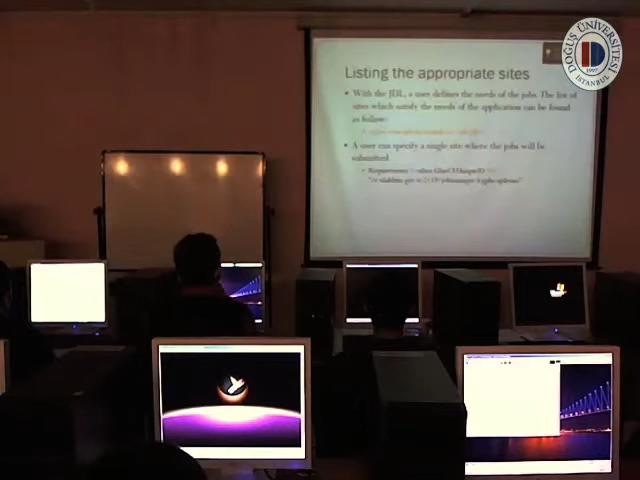 Listing the appropriate sites
• With the JDL, a user defines the needs of the jobs. The list of
sites which satisfy the needs of the application can be found
as follow:
• A user can specify a single site where the jobs will be
submitted.
DOĞUŞ ÜNİVERSİTESİ
1997
İSTANBUL